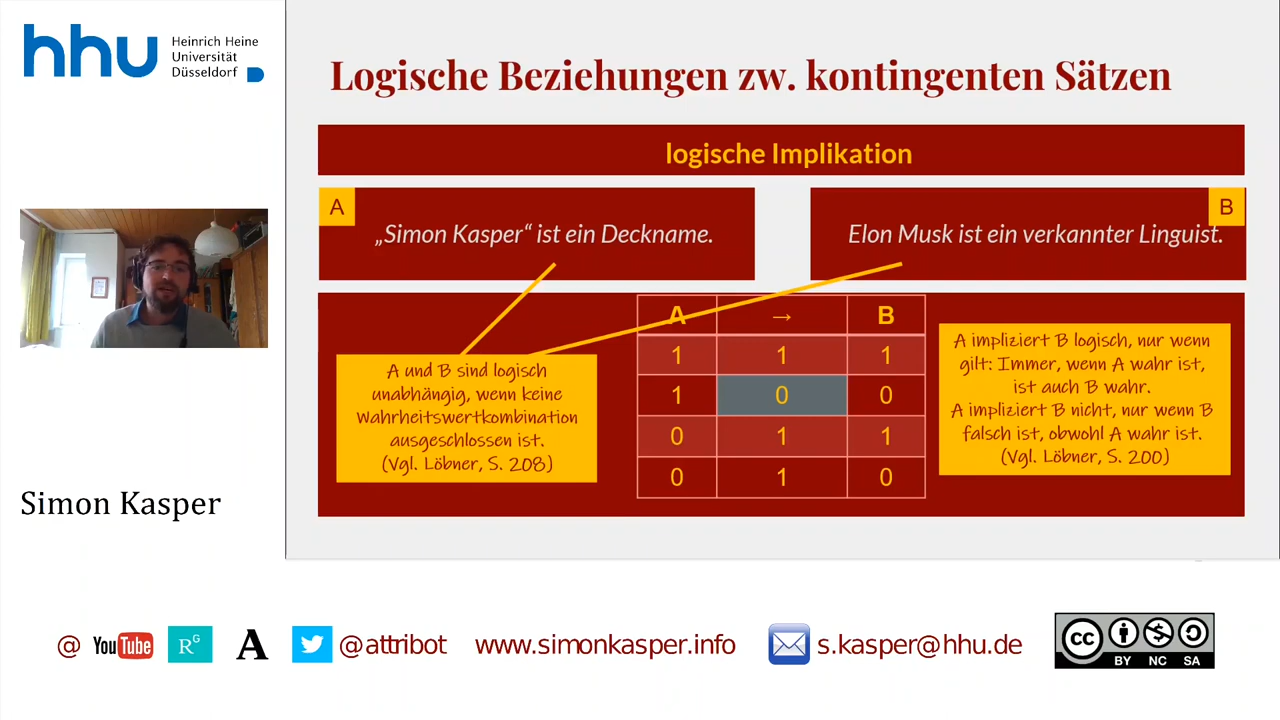 hhu
Heinrich Heine
Universität
Düsseldorf
Logische Beziehungen zw. kontingenten Sätzen
logische Implikation
A
„Simon Kasper“ ist ein Deckname.
B
Elon Musk ist ein verkannter Linguist.
A und B sind logisch
unabhängig, wenn keine
Wahrheitswertkombination
ausgeschlossen ist.
(Vgl. Löbner, S. 208)
A → B
1 1 1
1 0 0
0 1 1
0 1 0
A impliziert B logisch, nur wenn
gilt: Immer, wenn A wahr ist,
ist auch B wahr.
A impliziert B nicht, nur wenn B
falsch ist, obwohl A wahr ist.
(Vgl. Löbner, S. 200)
Simon Kasper
@ YouTube RG A @attribot www.simonkasper.info s.kasper@hhu.de
cc BY NC SA